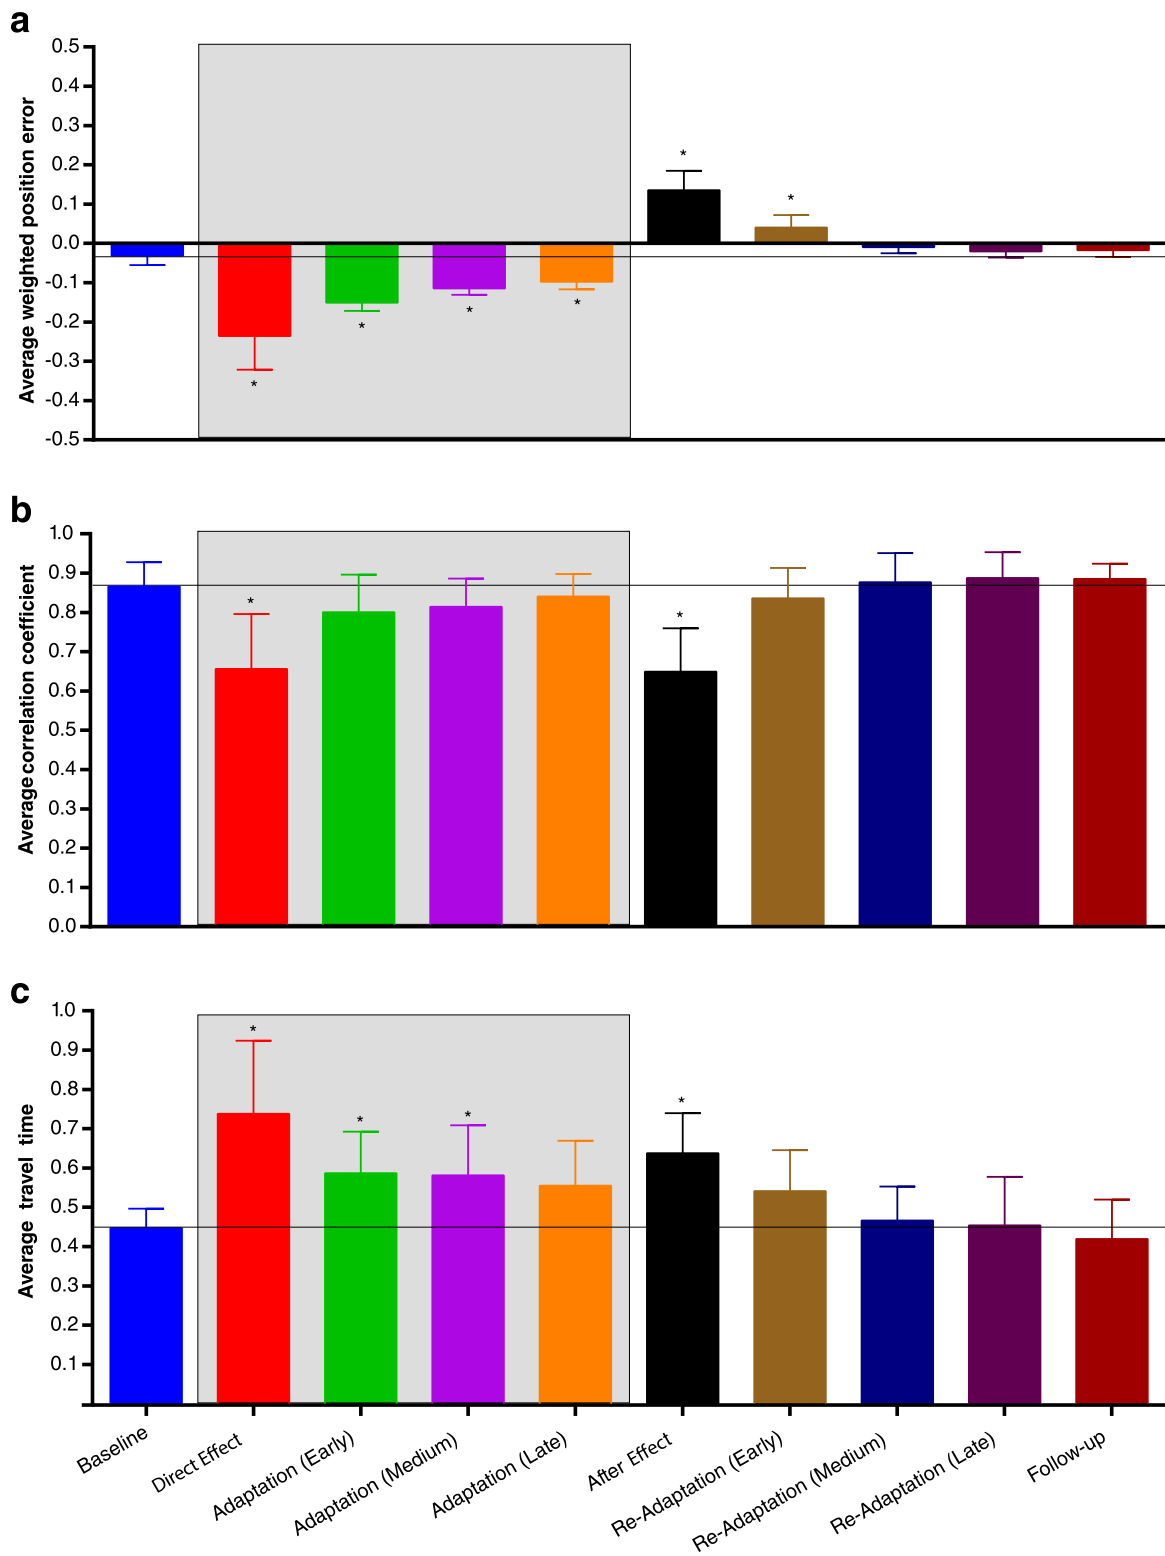 a
Average weighted position error
0.5
0.4
0.3
0.2
0.1
0.0
-0.1
-0.2
-0.3
-0.4
-0.5
*
*
*
*
*
*
b
Average correlation coefficient
1.0
0.9
0.8
0.7
0.6
0.5
0.4
0.3
0.2
0.1
0.0
*
*
c
Average travel time
1.0
0.9
0.8
0.7
0.6
0.5
0.4
0.3
0.2
0.1
*
*
*
*
Baseline
Direct Effect
Adaptation (Early)
Adaptation (Medium)
Adaptation (Late)
After Effect
Re-Adaptation (Early)
Re-Adaptation (Medium)
Re-Adaptation (Late)
Follow-up